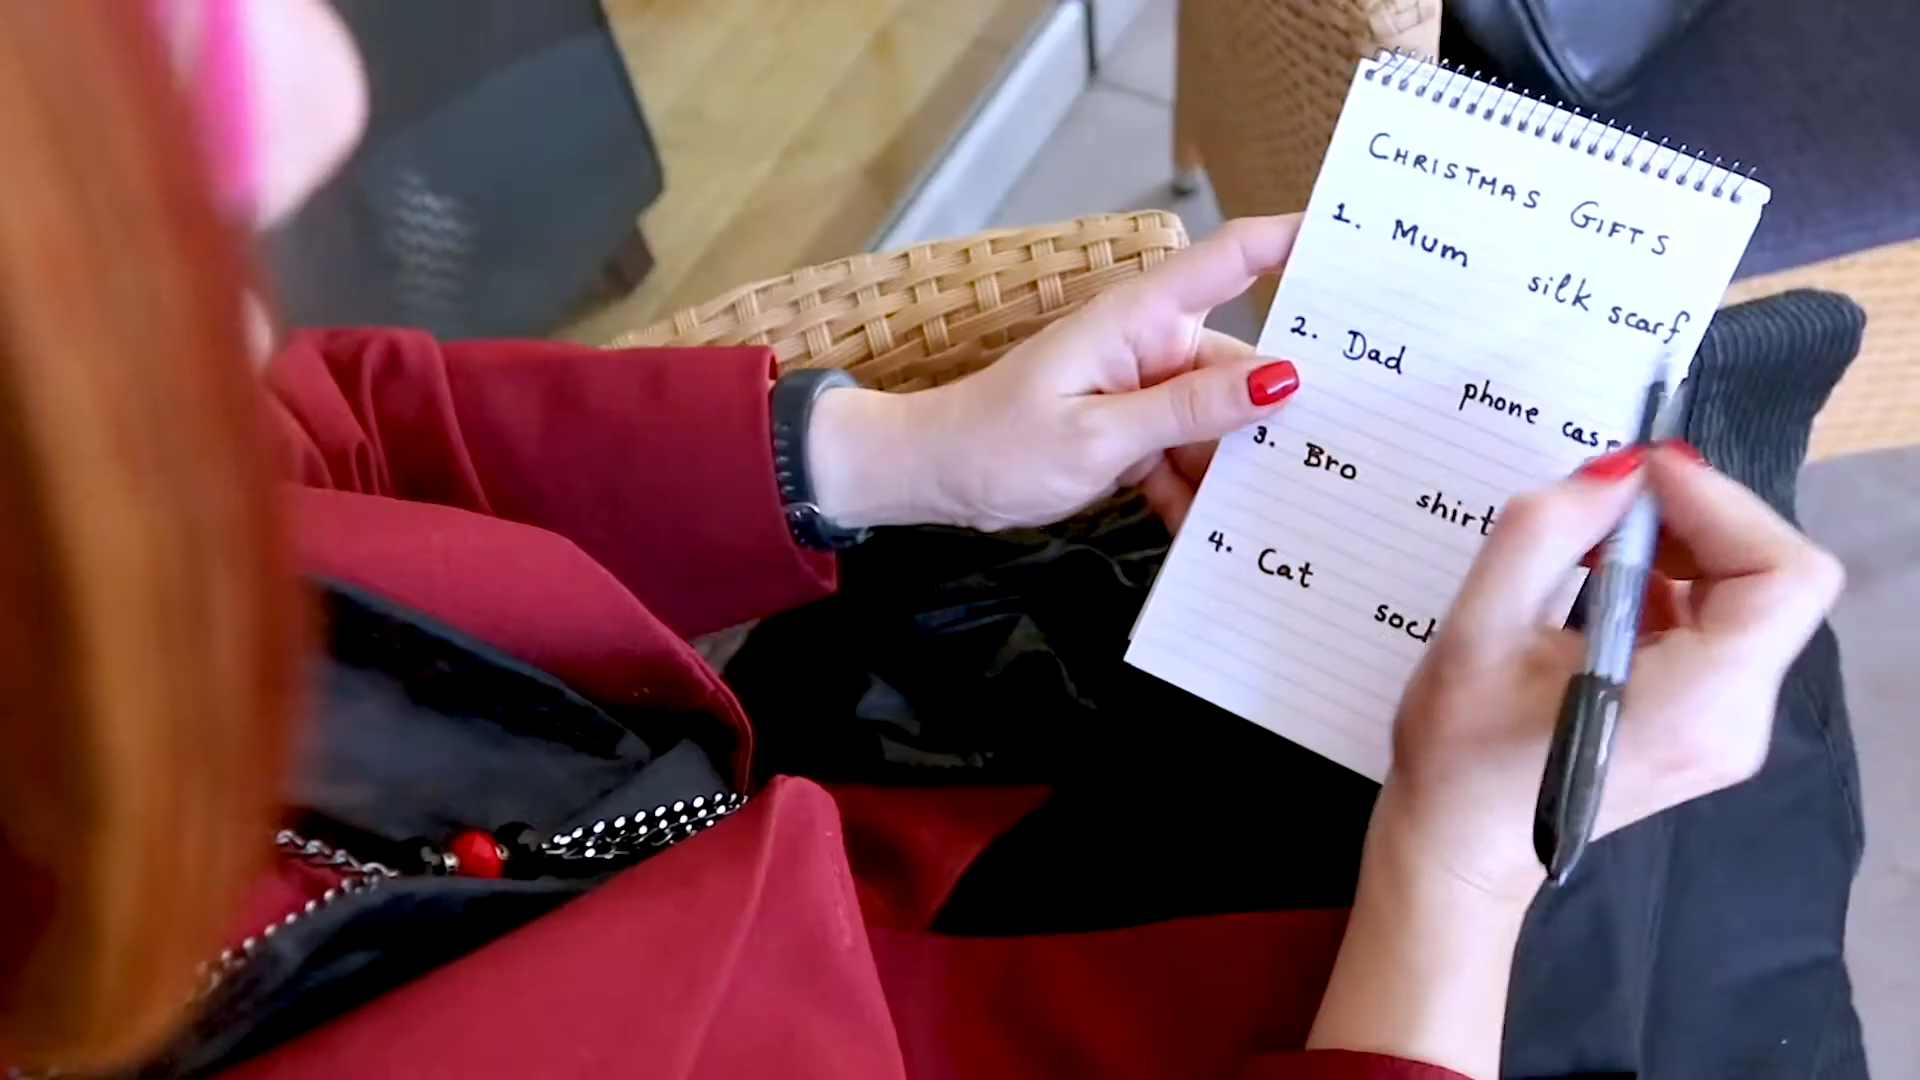 CHRISTMAS GIFTS
1. Mum silk scarf
2. Dad phone
3. Bro shirt
4. Cat